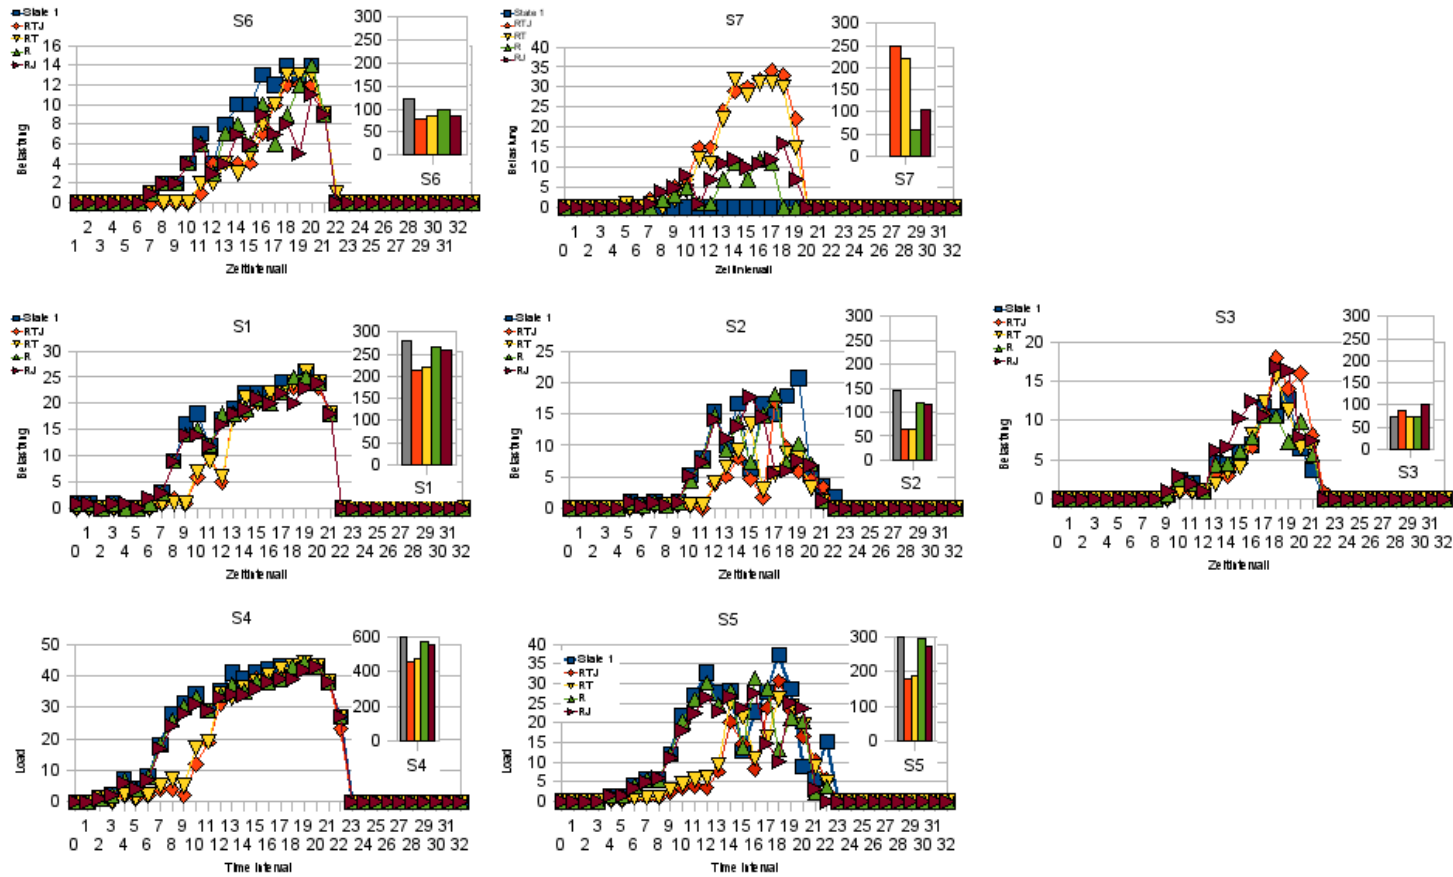 State 1
RTJ
RT
R
RJ
S6
300
250
200
150
100
50
0
S6
16
14
12
10
8
6
4
2
0
Belastung
2 4 6 8 10 12 14 16 18 20 22 24 26 28 30 32
1 3 5 7 9 11 13 15 17 19 21 23 25 27 29 31
Zeitintervall
State 1
RTJ
RT
R
RJ
S7
300
250
200
150
100
50
0
S7
40
35
30
25
20
15
10
5
0
Belastung
1 3 5 7 9 11 13 15 17 19 21 23 25 27 29 31
0 2 4 6 8 10 12 14 16 18 20 22 24 26 28 30 32
Zeitintervall
State 1
RTJ
RT
R
RJ
S1
300
250
200
150
100
50
0
S1
30
25
20
15
10
5
0
Belastung
1 3 5 7 9 11 13 15 17 19 21 23 25 27 29 31
0 2 4 6 8 10 12 14 16 18 20 22 24 26 28 30 32
Zeitintervall
State 1
RTJ
RT
R
RJ
S2
300
250
200
150
100
50
0
S2
25
20
15
10
5
0
Belastung
1 3 5 7 9 11 13 15 17 19 21 23 25 27 29 31
0 2 4 6 8 10 12 14 16 18 20 22 24 26 28 30 32
Zeitintervall
State 1
RTJ
RT
R
RJ
S3
300
250
200
150
100
50
0
S3
20
15
10
5
0
Belastung
1 3 5 7 9 11 13 15 17 19 21 23 25 27 29 31
0 2 4 6 8 10 12 14 16 18 20 22 24 26 28 30 32
Zeitintervall
S4
600
400
200
0
S4
50
40
30
20
10
0
Load
1 3 5 7 9 11 13 15 17 19 21 23 25 27 29 31
0 2 4 6 8 10 12 14 16 18 20 22 24 26 28 30 32
Time Interval
S5
State 1
RTJ
RT
R
RJ
300
200
100
0
S5
40
35
30
25
20
15
10
5
0
Load
1 3 5 7 9 11 13 15 17 19 21 23 25 27 29 31
0 2 4 6 8 10 12 14 16 18 20 22 24 26 28 30 32
Time Interval